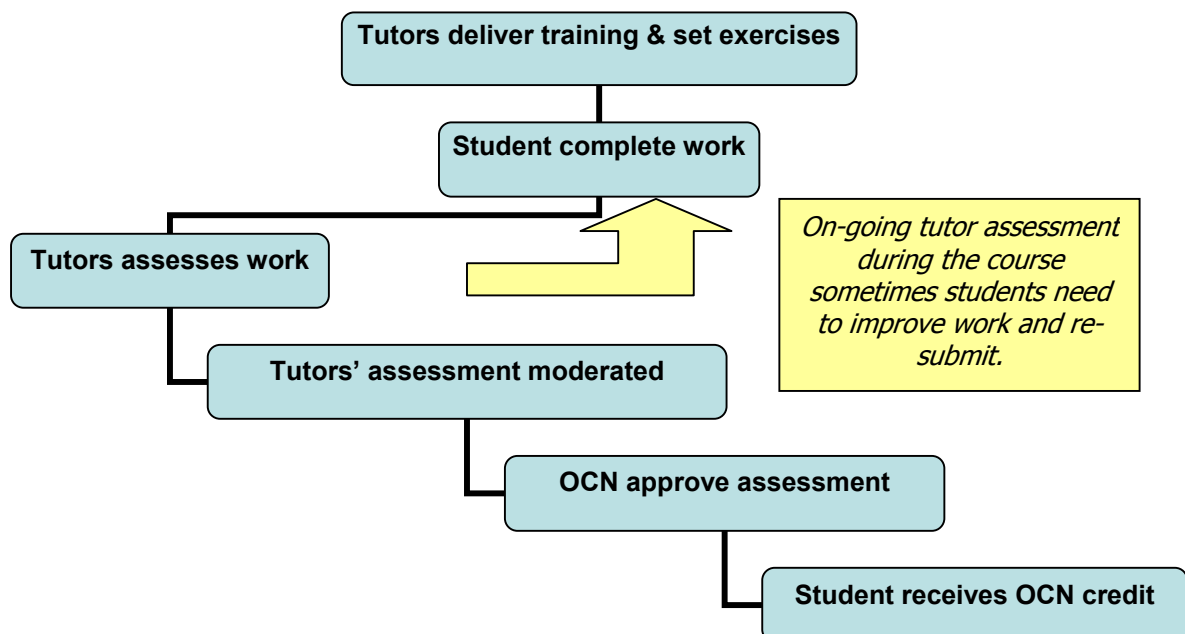 Tutors deliver training & set exercises
Student complete work
On-going tutor assessment
during the course
sometimes students need
to improve work and re-
submit.
Tutors assesses work
Tutors’ assessment moderated
OCN approve assessment
Student receives OCN credit